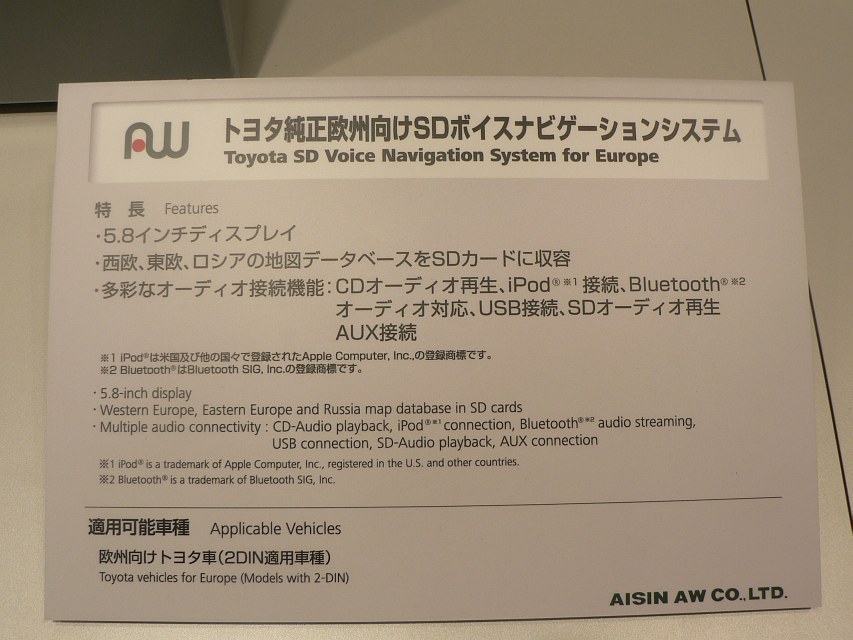 AW
トヨタ純正欧州向けSDボイスナビゲーションシステム
Toyota SD Voice Navigation System for Europe
特 長 Features
・5.8インチディスプレイ
・西欧、東欧、ロシアの地図データベースをSDカードに収容
・多彩なオーディオ接続機能：CDオーディオ再生、iPod®※1 接続、Bluetooth®※2
オーディオ対応、USB接続、SDオーディオ再生
AUX接続
※1 iPod®は米国及び他の国々で登録されたApple Computer, Inc.,の登録商標です。
※2 Bluetooth®はBluetooth SIG, Inc.の登録商標です。
・5.8-inch display
・Western Europe, Eastern Europe and Russia map database in SD cards
・Multiple audio connectivity : CD-Audio playback, iPod®※1 connection, Bluetooth®※2 audio streaming,
USB connection, SD-Audio playback, AUX connection
※1 iPod® is a trademark of Apple Computer, Inc., registered in the U.S. and other countries.
※2 Bluetooth® is a trademark of Bluetooth SIG, Inc.
適用可能車種 Applicable Vehicles
欧州向けトヨタ車（2DIN適用車種）
Toyota vehicles for Europe (Models with 2-DIN)
AISIN AW CO., LTD.